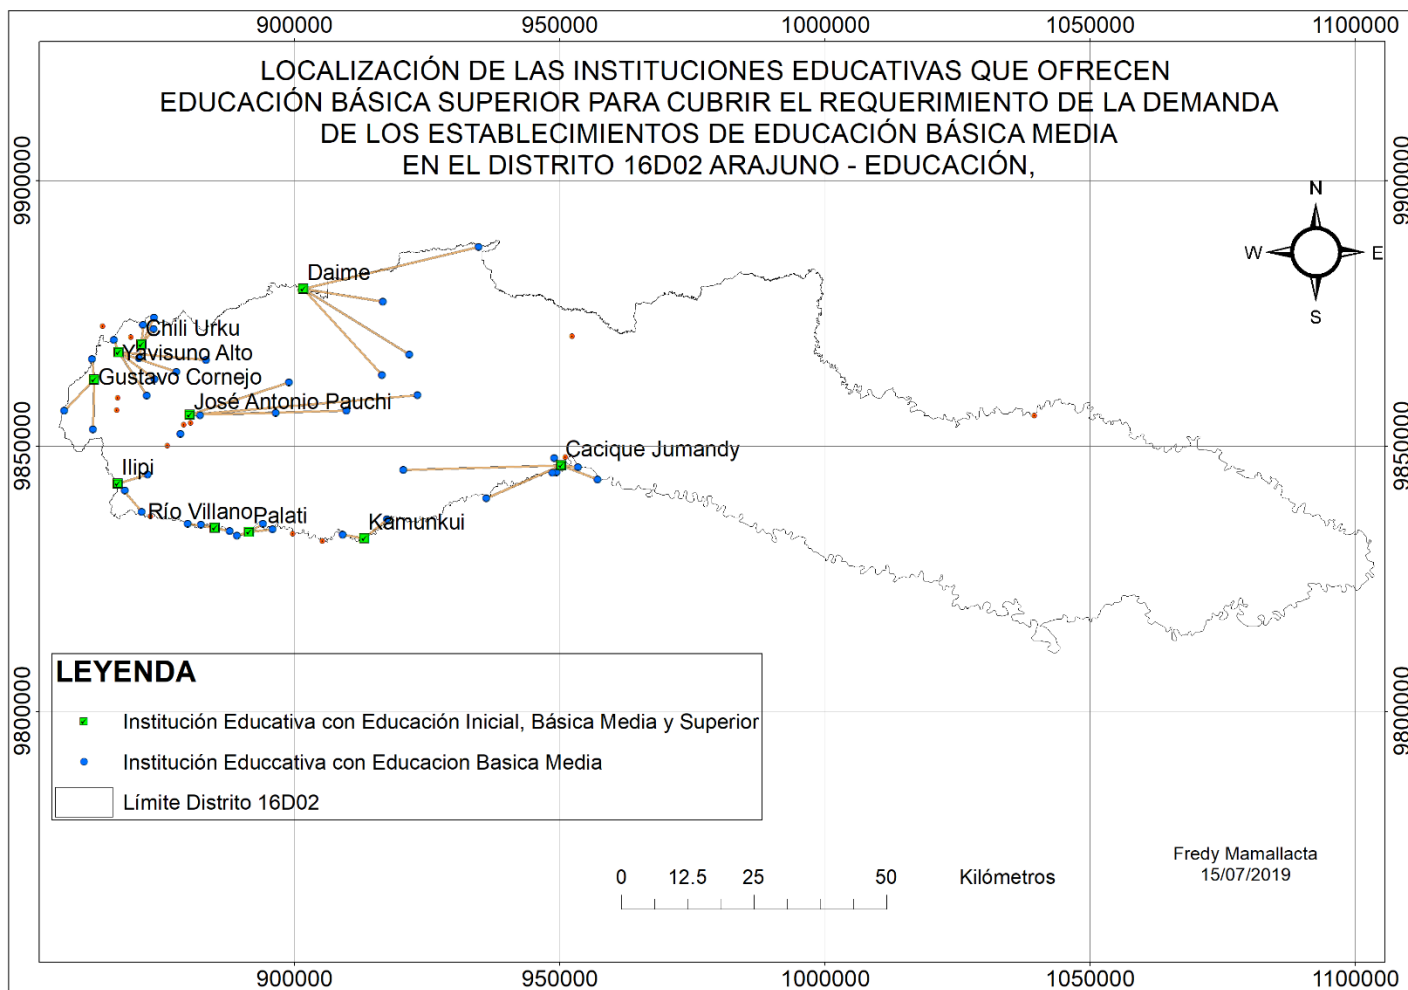 900000 950000 1000000 1050000 1100000
LOCALIZACIÓN DE LAS INSTITUCIONES EDUCATIVAS QUE OFRECEN
EDUCACIÓN BÁSICA SUPERIOR PARA CUBRIR EL REQUERIMIENTO DE LA DEMANDA
DE LOS ESTABLECIMIENTOS DE EDUCACIÓN BÁSICA MEDIA
EN EL DISTRITO 16D02 ARAJUNO - EDUCACIÓN,
9900000 9900000
N
W E
S
Daime
Chili Urku
Yavisuno Alto
Gustavo Cornejo
José Antonio Pauchi
9850000 9850000
Cacique Jumandy
Ilipi
Río Villano
Palati
Kamunkui
LEYENDA
9800000 9800000
Institución Educativa con Educación Inicial, Básica Media y Superior
Institución Educcativa con Educacion Basica Media
Límite Distrito 16D02
Fredy Mamallacta
15/07/2019
0 12.5 25 50 Kilómetros
900000 950000 1000000 1050000 1100000